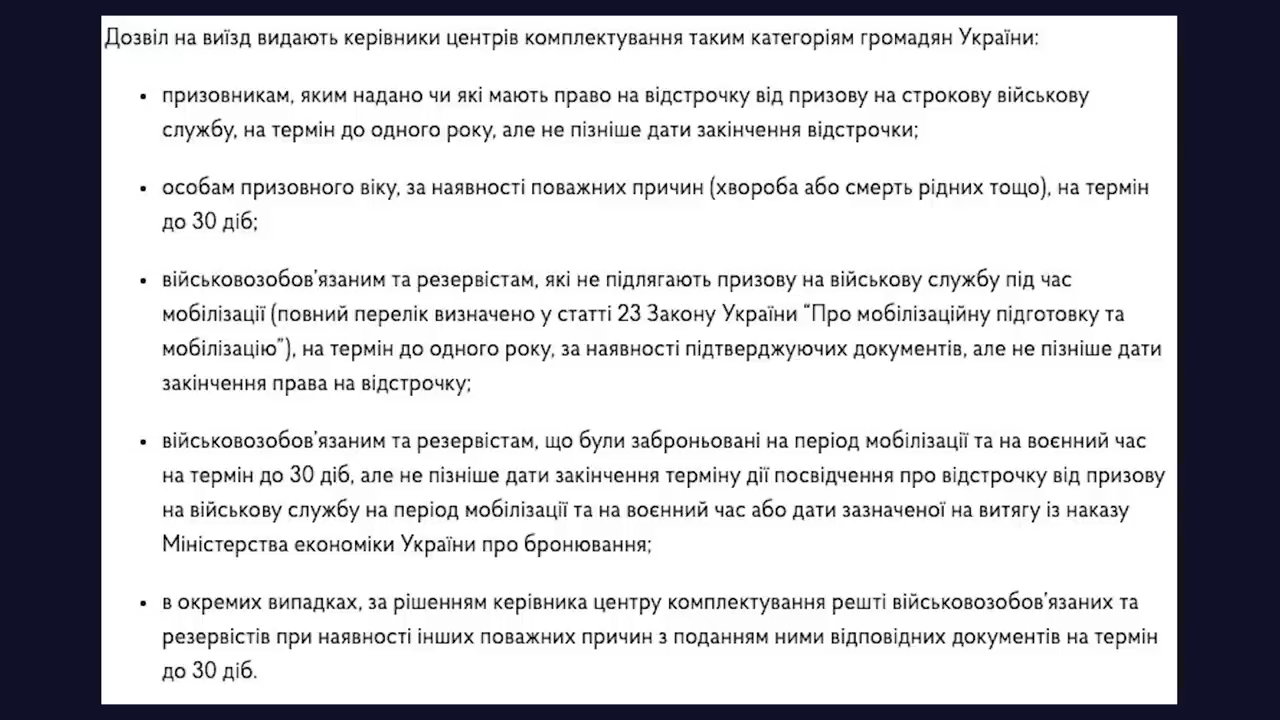 Дозвіл на виїзд видають керівники центрів комплектування таким категоріям громадян України:
• призовникам, яким надано чи які мають право на відстрочку від призову на строкову військову
службу, на термін до одного року, але не пізніше дати закінчення відстрочки;
• особам призовного віку, за наявності поважних причин (хвороба або смерть рідних тощо), на термін
до 30 діб;
• військовозобов’язаним та резервістам, які не підлягають призову на військову службу під час
мобілізації (повний перелік визначено у статті 23 Закону України “Про мобілізаційну підготовку та
мобілізацію”), на термін до одного року, за наявності підтверджуючих документів, але не пізніше дати
закінчення права на відстрочку;
• військовозобов’язаним та резервістам, що були заброньовані на період мобілізації та на воєнний час
на термін до 30 діб, але не пізніше дати закінчення терміну дії посвідчення про відстрочку від призову
на військову службу на період мобілізації та на воєнний час або дати зазначеної на витягу із наказу
Міністерства економіки України про бронювання;
• в окремих випадках, за рішенням керівника центру комплектування решті військовозобов’язаних та
резервістів при наявності інших поважних причин з поданням ними відповідних документів на термін
до 30 діб.